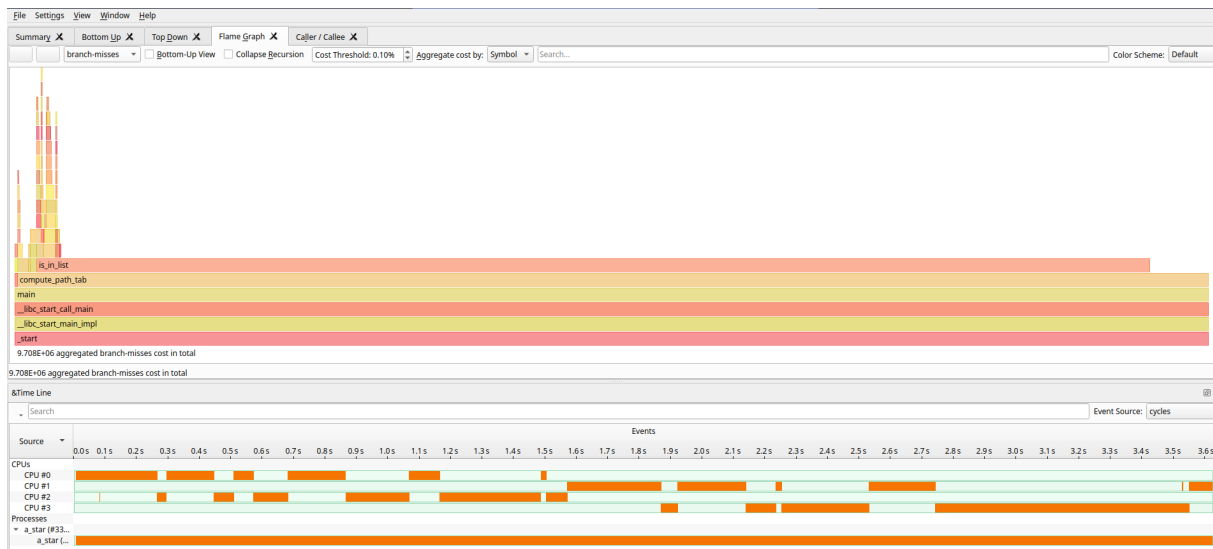 File Settings View Window Help
Summary Bottom Up Top Down Flame Graph Caller / Callee
branch-misses Bottom-Up View Collapse Recursion Cost Threshold: 0.10% Aggregate cost by: Symbol Search... Color Scheme: Default
is_in_list
compute_path_tab
main
__libc_start_call_main
__libc_start_main_impl
_start
9.708E+06 aggregated branch-misses cost in total
9.708E+06 aggregated branch-misses cost in total
&Time Line
Search Event Source: cycles
Source Events
0.0s 0.1s 0.2s 0.3s 0.4s 0.5s 0.6s 0.7s 0.8s 0.9s 1.0s 1.1s 1.2s 1.3s 1.4s 1.5s 1.6s 1.7s 1.8s 1.9s 2.0s 2.1s 2.2s 2.3s 2.4s 2.5s 2.6s 2.7s 2.8s 2.9s 3.0s 3.1s 3.2s 3.3s 3.4s 3.5s 3.6s
CPUs
CPU #0
CPU #1
CPU #2
CPU #3
Processes
a_star (#33...
a_star (...